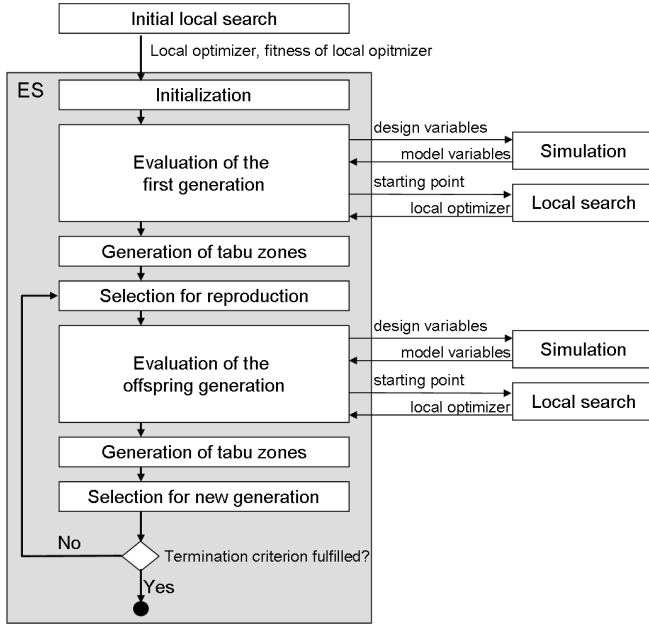 Initial local search
Local optimizer, fitness of local opitmizer
ES
Initialization
Evaluation of the
first generation
design variables
model variables
Simulation
starting point
local optimizer
Local search
Generation of tabu zones
Selection for reproduction
Evaluation of the
offspring generation
design variables
model variables
Simulation
starting point
local optimizer
Local search
Generation of tabu zones
Selection for new generation
No
Termination criterion fulfilled?
Yes